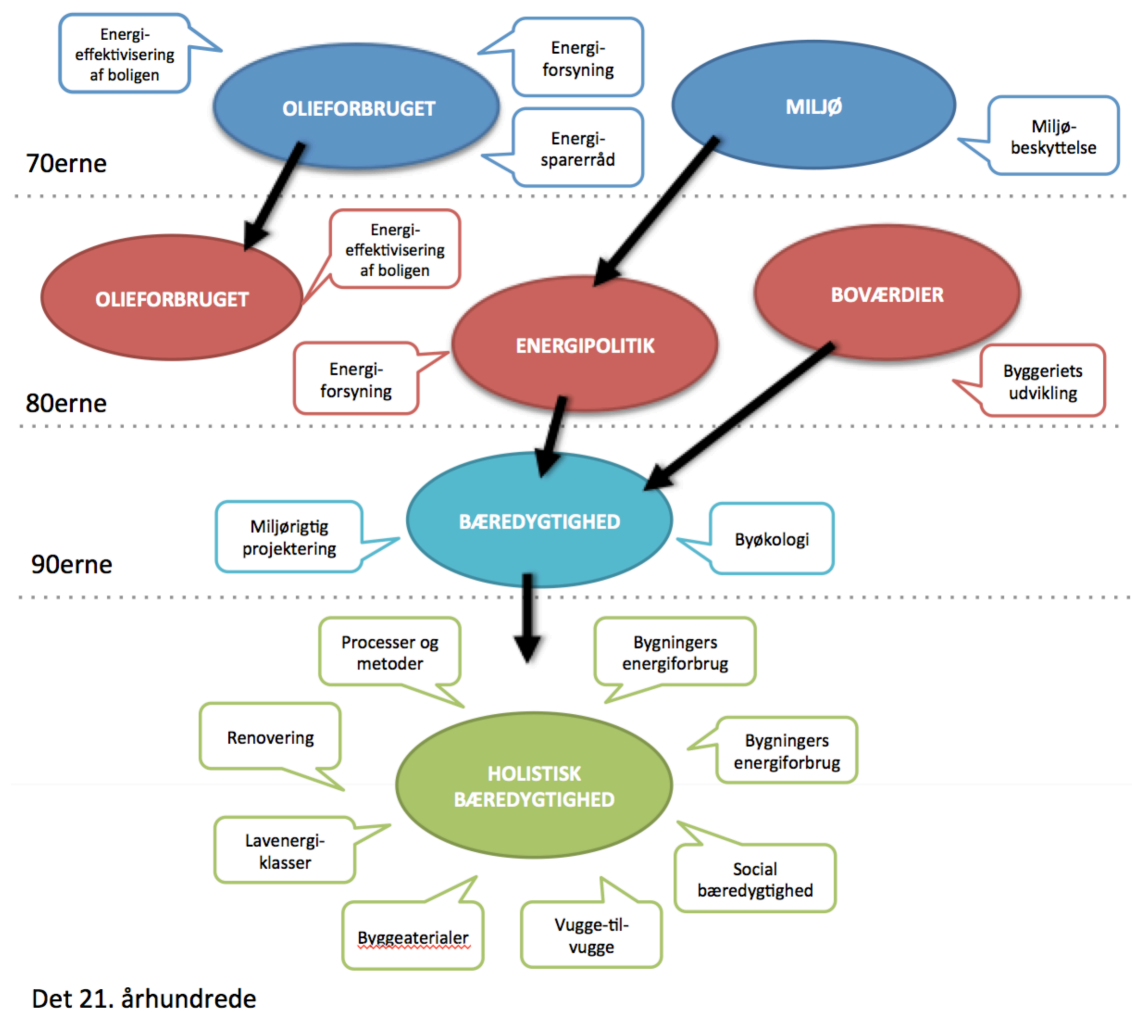 Energi-
effektivisering
af boligen
OLIEFORBRUGET
Energi-
forsyning
Energi-
sparerråd
MILJØ
Miljø-
beskyttelse
70erne
OLIEFORBRUGET
Energi-
effektivisering
af boligen
Energi-
forsyning
ENERGIPOLITIK
BOVÆRDIER
Byggeriets
udvikling
80erne
Miljørigtig
projektering
BÆREDYGTIGHED
Byøkologi
90erne
Processer og
metoder
Bygningers
energiforbrug
Renovering
Bygningers
energiforbrug
HOLISTISK
BÆREDYGTIGHED
Lavenergi-
klasser
Social
bæredygtighed
Byggeaterialer
Vugge-til-
vugge
Det 21. århundrede